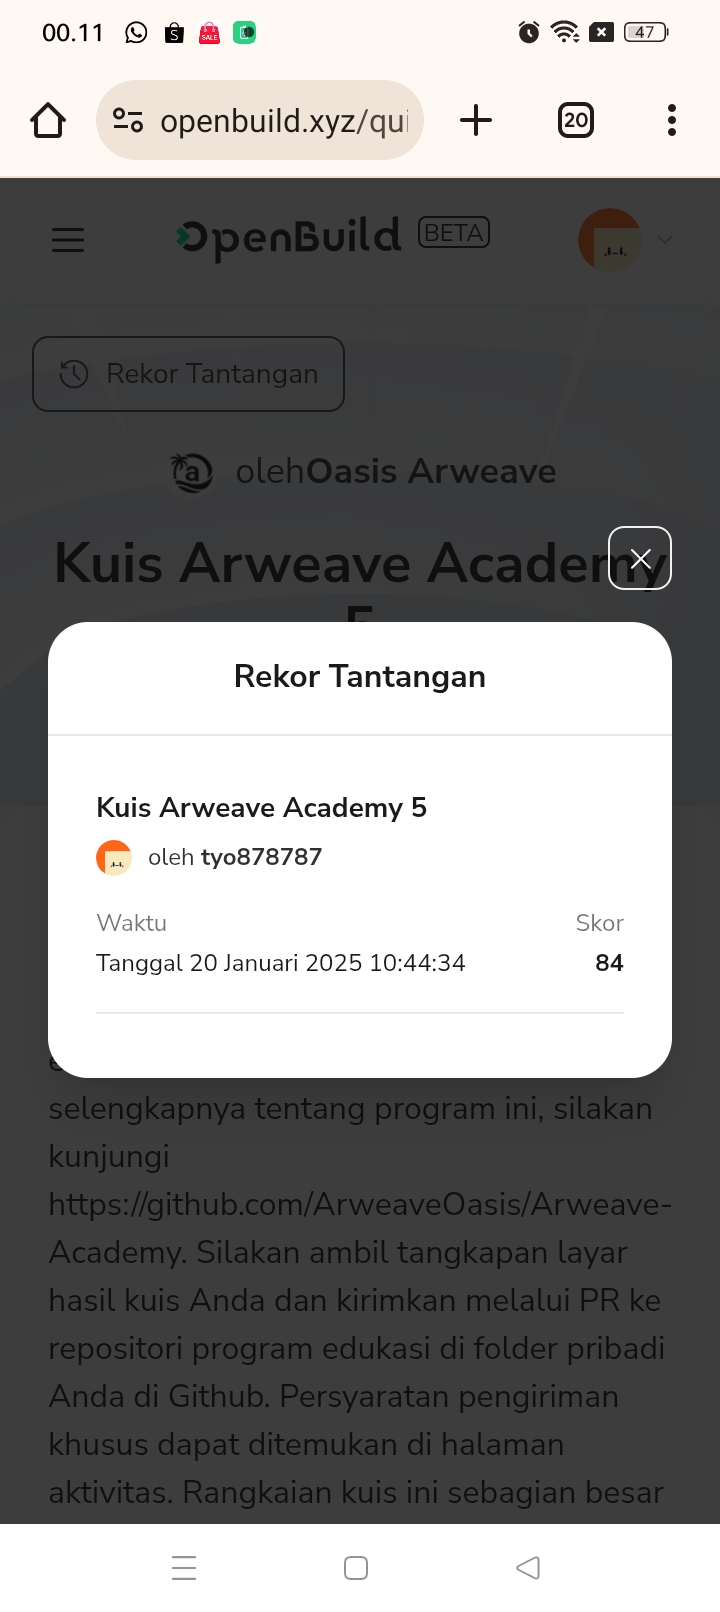 00.11
S
SALE
47
openbuild.xyz/qui
20
OpenBuild BETA
Rekor Tantangan
a
olehOasis Arweave
Kuis Arweave Academy
5
Rekor Tantangan
Kuis Arweave Academy 5
oleh tyo878787
Waktu Skor
Tanggal 20 Januari 2025 10:44:34 84
selengkapnya tentang program ini, silakan
kunjungi
https://github.com/ArweaveOasis/Arweave-
Academy. Silakan ambil tangkapan layar
hasil kuis Anda dan kirimkan melalui PR ke
repositori program edukasi di folder pribadi
Anda di Github. Persyaratan pengiriman
khusus dapat ditemukan di halaman
aktivitas. Rangkaian kuis ini sebagian besar